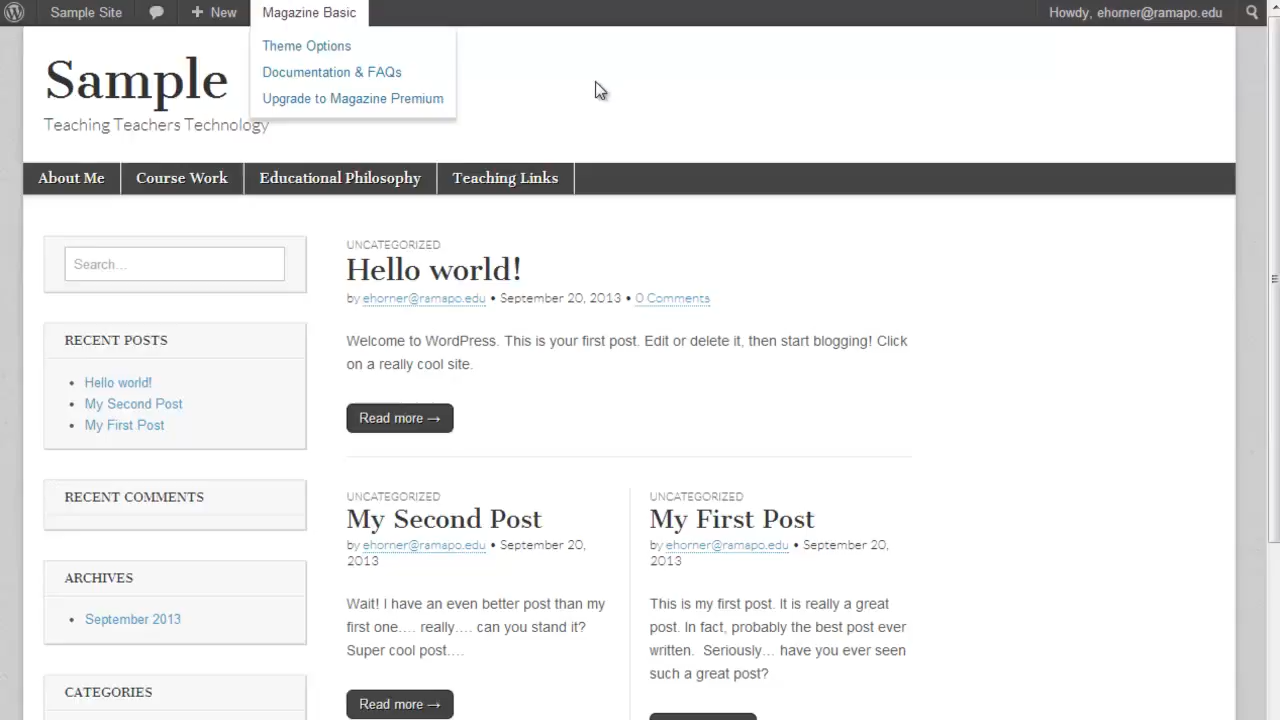 Sample Site
New
Magazine Basic
Howdy, ehorner@ramapo.edu
Theme Options
Documentation & FAQs
Upgrade to Magazine Premium
Sample
Teaching Teachers Technology
About Me
Course Work
Educational Philosophy
Teaching Links
Search...
RECENT POSTS
Hello world!
My Second Post
My First Post
RECENT COMMENTS
ARCHIVES
September 2013
CATEGORIES
UNCATEGORIZED
Hello world!
by ehorner@ramapo.edu • September 20, 2013 • 0 Comments
Welcome to WordPress. This is your first post. Edit or delete it, then start blogging! Click
on a really cool site.
Read more →
UNCATEGORIZED
My Second Post
by ehorner@ramapo.edu • September 20,
2013
Wait! I have an even better post than my
first one.... really.... can you stand it?
Super cool post....
Read more →
UNCATEGORIZED
My First Post
by ehorner@ramapo.edu • September 20,
2013
This is my first post. It is really a great
post. In fact, probably the best post ever
written.  Seriously... have you ever seen
such a great post?